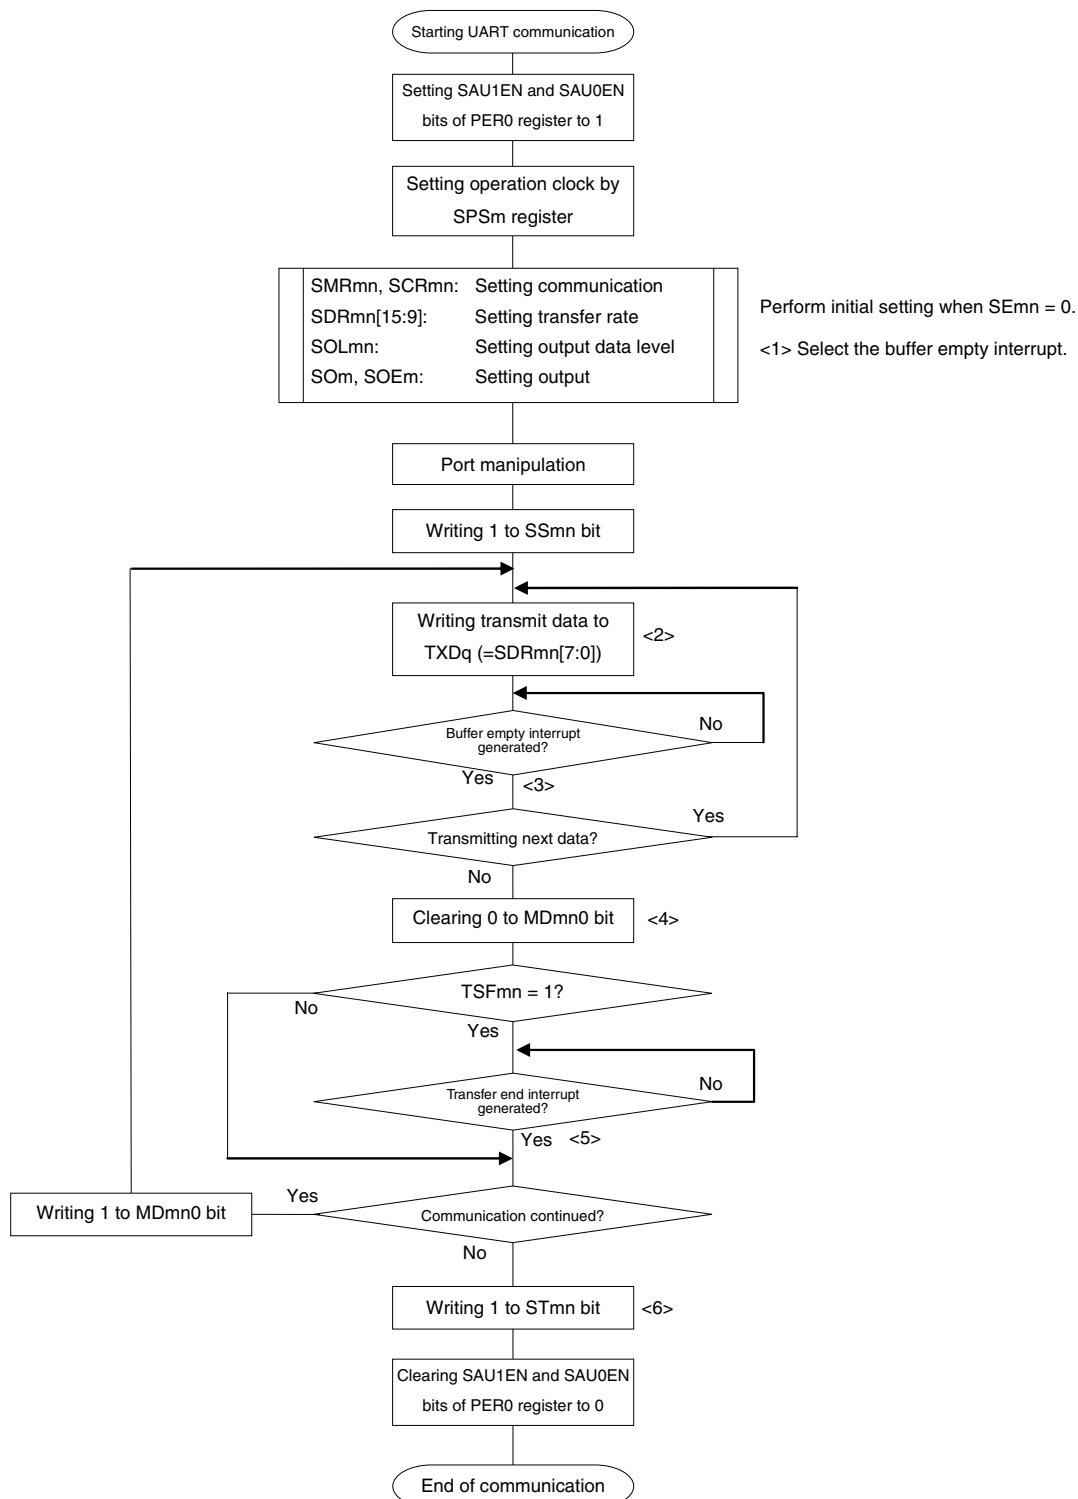 Starting UART communication
Setting SAU1EN and SAU0EN
bits of PER0 register to 1
Setting operation clock by
SPSm register
SMRmn, SCRmn: Setting communication
SDRmn[15:9]: Setting transfer rate
SOLmn: Setting output data level
SOm, SOEm: Setting output
Perform initial setting when SEmn = 0.
<1> Select the buffer empty interrupt.
Port manipulation
Writing 1 to SSmn bit
Writing transmit data to
TXDq (=SDRmn[7:0])
<2>
No
Buffer empty interrupt
generated?
Yes
<3>
Yes
Transmitting next data?
No
Clearing 0 to MDmn0 bit
<4>
TSFmn = 1?
No
Yes
No
Transfer end interrupt
generated?
Yes <5>
Writing 1 to MDmn0 bit
Yes
Communication continued?
No
Writing 1 to STmn bit
<6>
Clearing SAU1EN and SAU0EN
bits of PER0 register to 0
End of communication